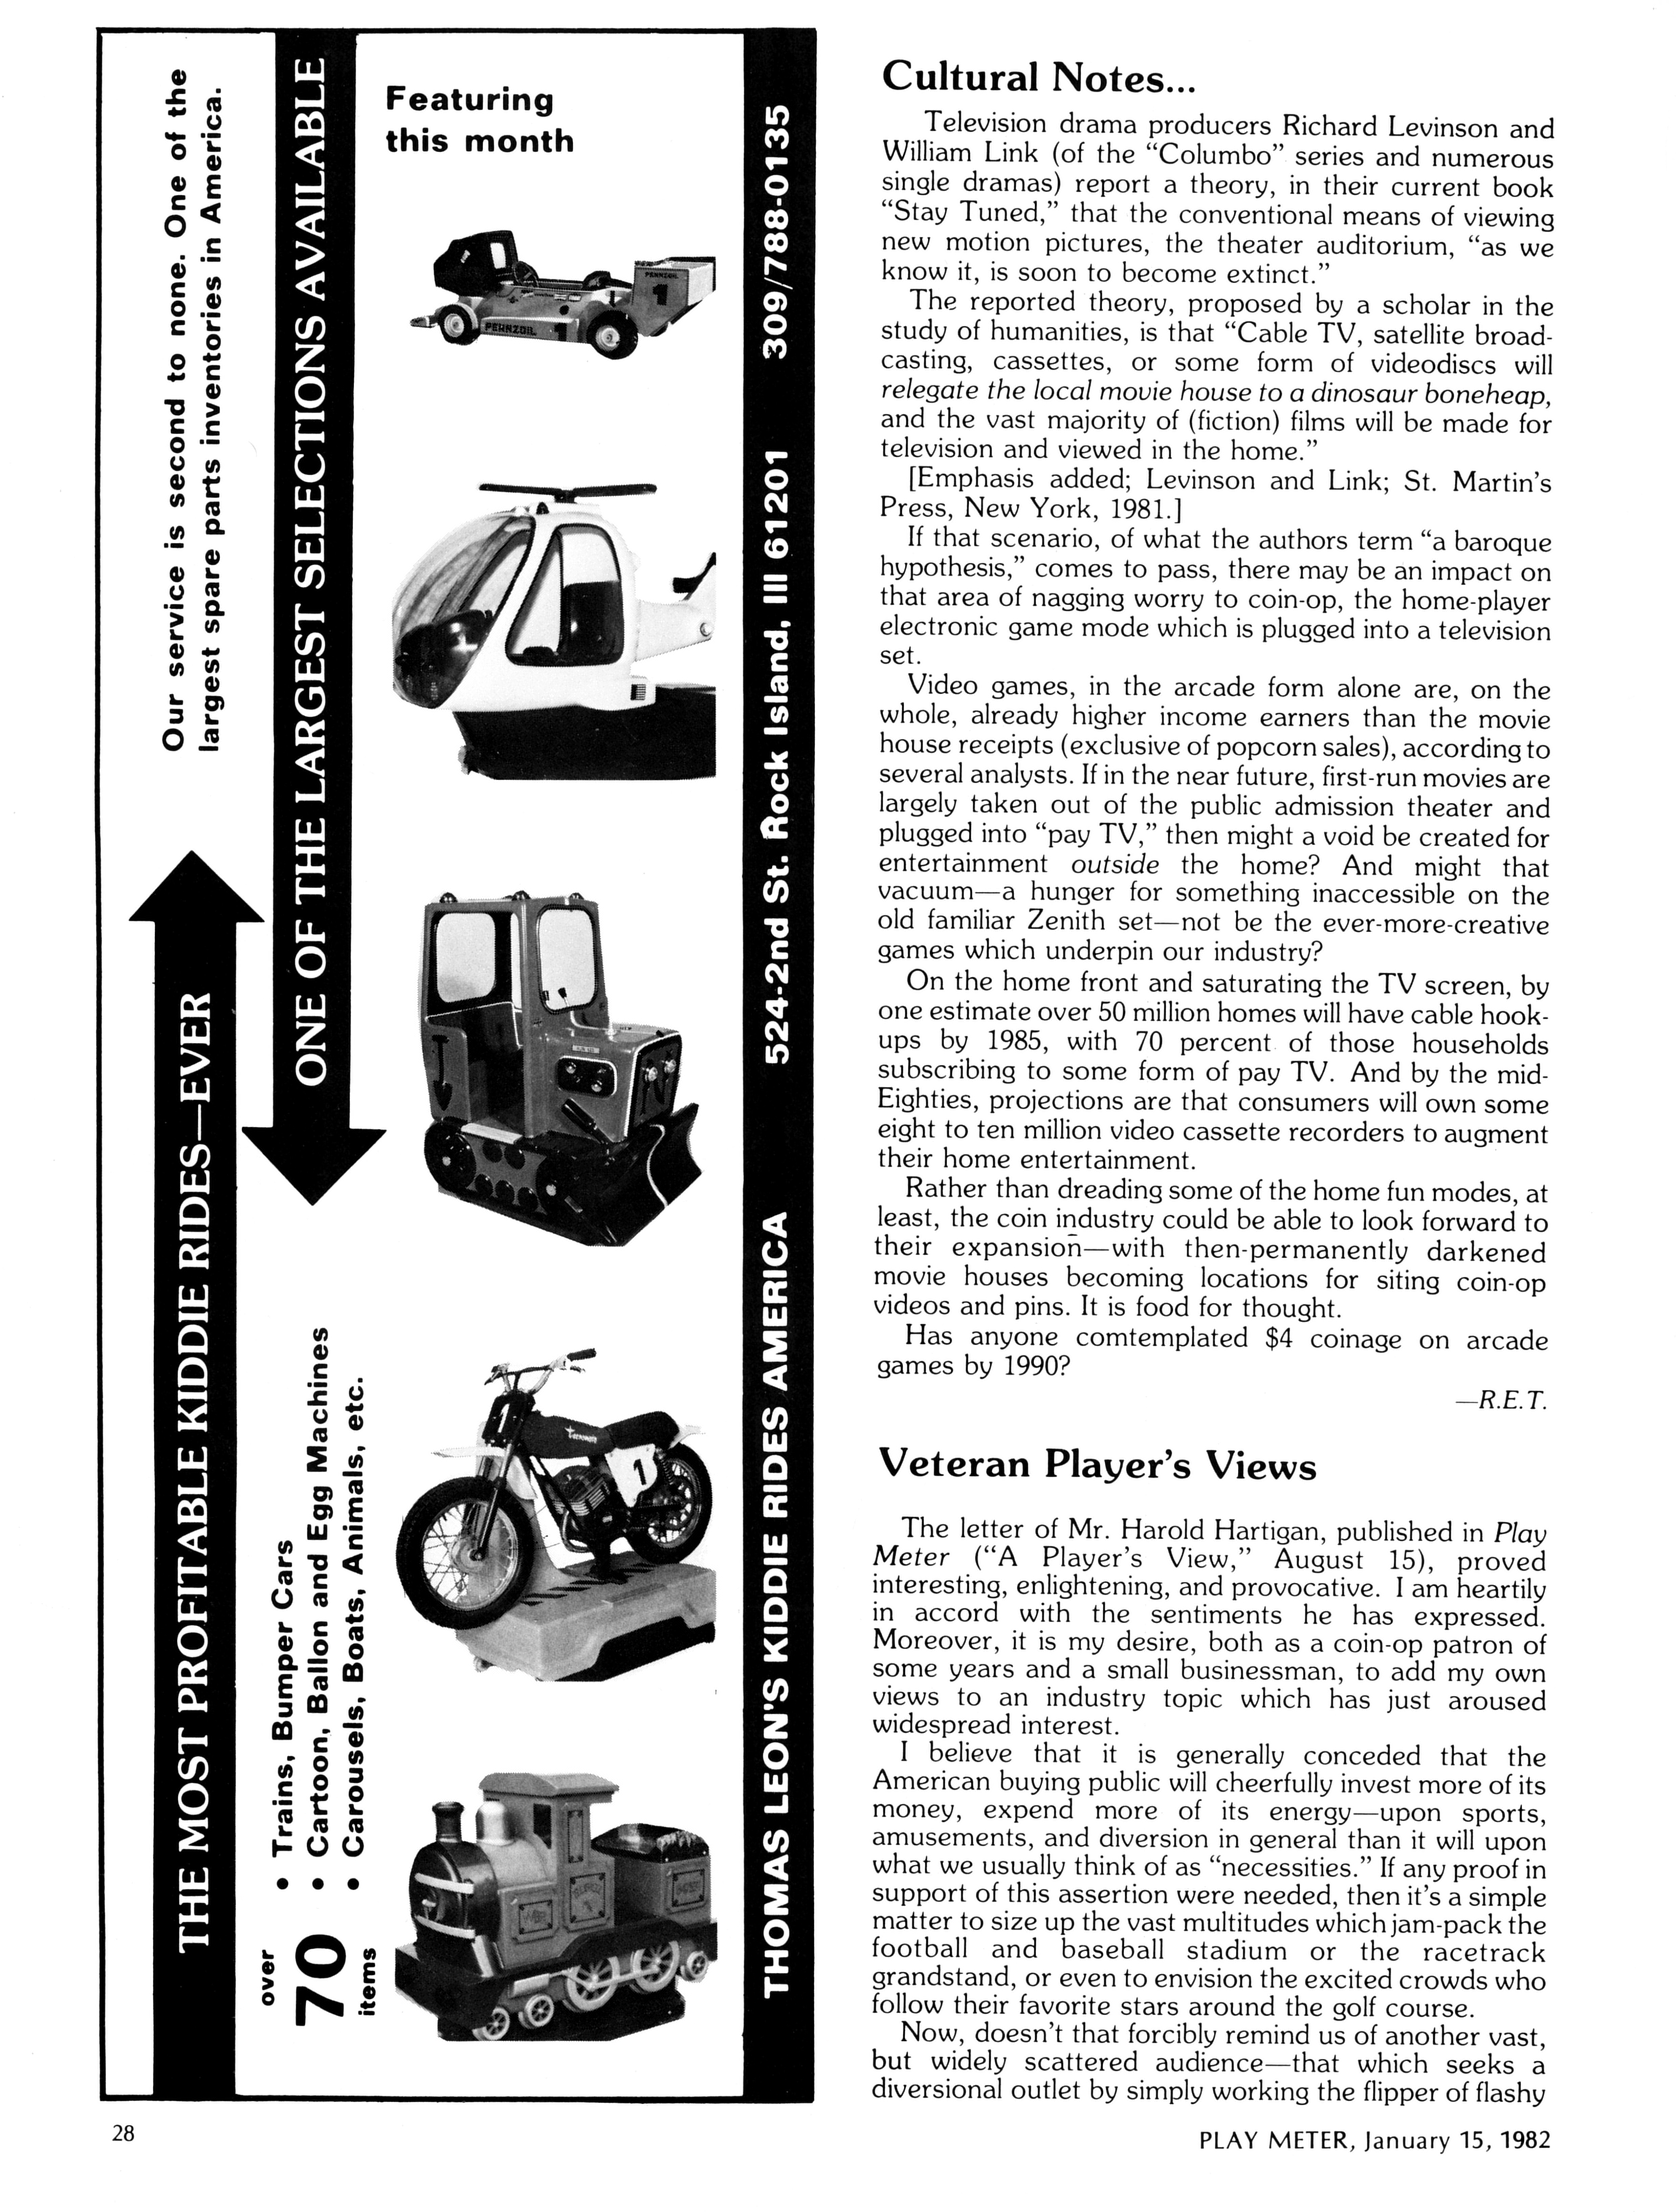 Our service is second to none. One of the
largest spare parts inventories in America.
ONE OF THE LARGEST SELECTIONS AVAILABLE
THE MOST PROFITABLE KIDDIE RIDES—EVER
over
70
items
• Trains, Bumper Cars
• Cartoon, Ballon and Egg Machines
• Carousels, Boats, Animals, etc.
Featuring
this month
PENNZOIL
1
PENNZOIL
1
1
THOMAS LEON'S KIDDIE RIDES AMERICA 524-2nd St. Rock Island, Ill 61201 309/788-0135
Cultural Notes...
Television drama producers Richard Levinson and
William Link (of the “Columbo” series and numerous
single dramas) report a theory, in their current book
“Stay Tuned,” that the conventional means of viewing
new motion pictures, the theater auditorium, “as we
know it, is soon to become extinct.”
The reported theory, proposed by a scholar in the
study of humanities, is that “Cable TV, satellite broad-
casting, cassettes, or some form of videodiscs will
relegate the local movie house to a dinosaur boneheap,
and the vast majority of (fiction) films will be made for
television and viewed in the home.”
[Emphasis added; Levinson and Link; St. Martin's
Press, New York, 1981.]
If that scenario, of what the authors term “a baroque
hypothesis,” comes to pass, there may be an impact on
that area of nagging worry to coin-op, the home-player
electronic game mode which is plugged into a television
set.
Video games, in the arcade form alone are, on the
whole, already higher income earners than the movie
house receipts (exclusive of popcorn sales), according to
several analysts. If in the near future, first-run movies are
largely taken out of the public admission theater and
plugged into “pay TV,” then might a void be created for
entertainment outside the home? And might that
vacuum—a hunger for something inaccessible on the
old familiar Zenith set—not be the ever-more-creative
games which underpin our industry?
On the home front and saturating the TV screen, by
one estimate over 50 million homes will have cable hook-
ups by 1985, with 70 percent of those households
subscribing to some form of pay TV. And by the mid-
Eighties, projections are that consumers will own some
eight to ten million video cassette recorders to augment
their home entertainment.
Rather than dreading some of the home fun modes, at
least, the coin industry could be able to look forward to
their expansion—with then-permanently darkened
movie houses becoming locations for siting coin-op
videos and pins. It is food for thought.
Has anyone comtemplated $4 coinage on arcade
games by 1990?
—R.E.T.
Veteran Player's Views
The letter of Mr. Harold Hartigan, published in Play
Meter (“A Player's View,” August 15), proved
interesting, enlightening, and provocative. I am heartily
in accord with the sentiments he has expressed.
Moreover, it is my desire, both as a coin-op patron of
some years and a small businessman, to add my own
views to an industry topic which has just aroused
widespread interest.
I believe that it is generally conceded that the
American buying public will cheerfully invest more of its
money, expend more of its energy—upon sports,
amusements, and diversion in general than it will upon
what we usually think of as “necessities.” If any proof in
support of this assertion were needed, then it's a simple
matter to size up the vast multitudes which jam-pack the
football and baseball stadium or the racetrack
grandstand, or even to envision the excited crowds who
follow their favorite stars around the golf course.
Now, doesn't that forcibly remind us of another vast,
but widely scattered audience—that which seeks a
diversional outlet by simply working the flipper of flashy
28
PLAY METER, January 15, 1982